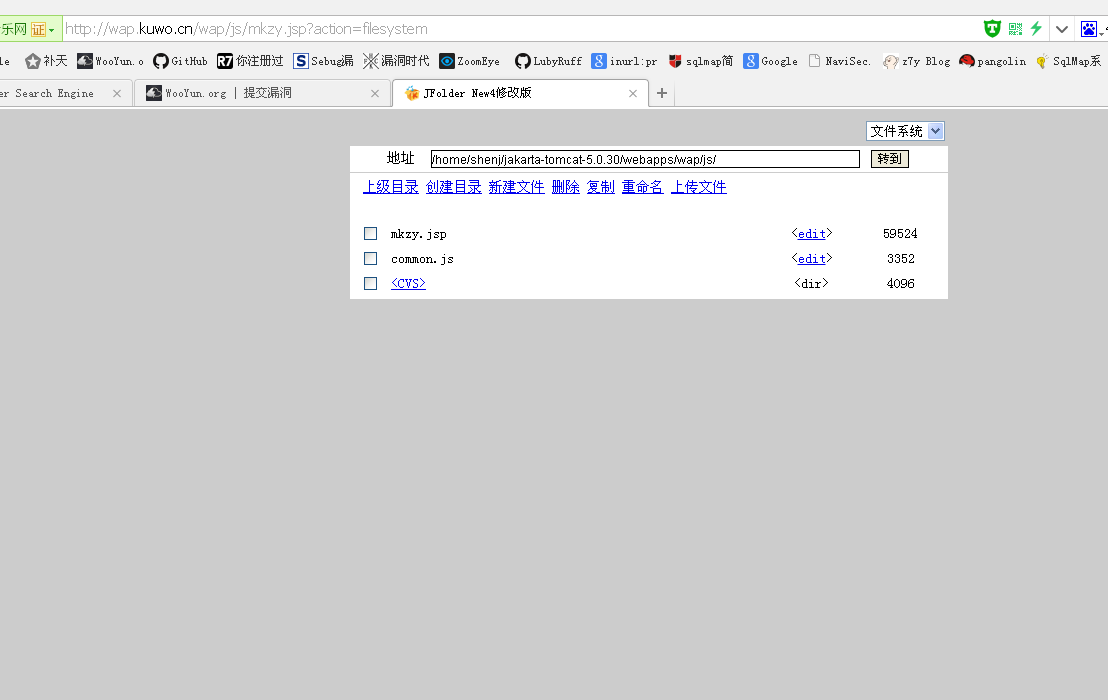 乐网 证 http://wap.kuwo.cn/wap/js/mkzy.jsp?action=filesystem
le 补天 WooYun.o GitHub R7 你注册过 S Sebug漏 漏洞时代 ZoomEye LubyRuff 8 inurl:pr sqlmap简 8 Google NaviSec. z7y Blog pangolin SqlMap系
er Search Engine WooYun.org | 提交漏洞 JFolder New4修改版
文件系统
地址 /home/shenj/jakarta-tomcat-5.0.30/webapps/wap/js/ 转到
上级目录 创建目录 新建文件 删除 复制 重命名 上传文件
mkzy.jsp <edit> 59524
common.js <edit> 3352
<CVS> <dir> 4096